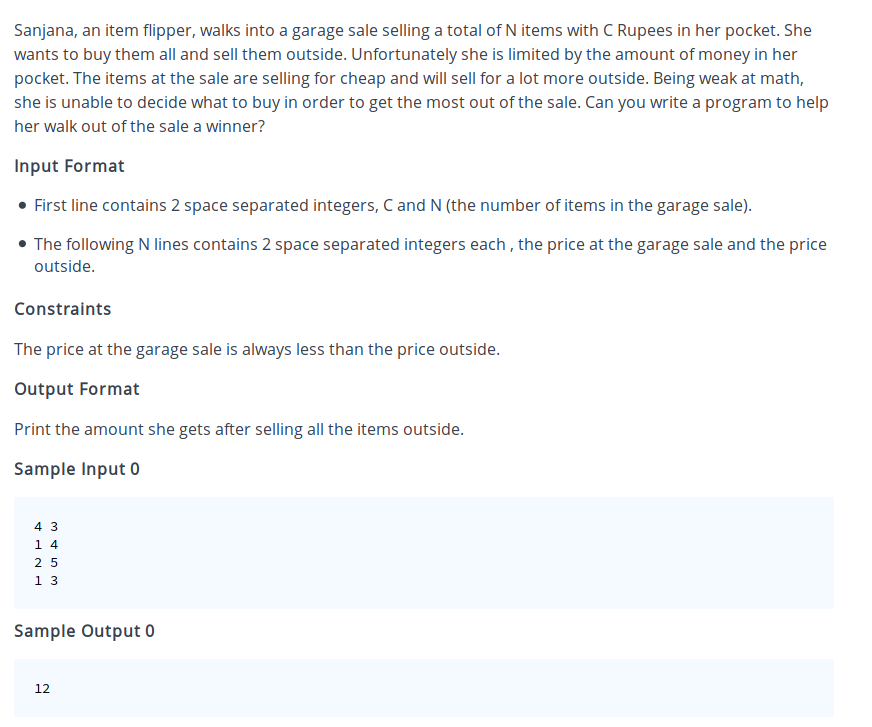 Sanjana, an item flipper, walks into a garage sale selling a total of N items with C Rupees in her pocket. She
wants to buy them all and sell them outside. Unfortunately she is limited by the amount of money in her
pocket. The items at the sale are selling for cheap and will sell for a lot more outside. Being weak at math,
she is unable to decide what to buy in order to get the most out of the sale. Can you write a program to help
her walk out of the sale a winner?
Input Format
• First line contains 2 space separated integers, C and N (the number of items in the garage sale).
• The following N lines contains 2 space separated integers each , the price at the garage sale and the price
outside.
Constraints
The price at the garage sale is always less than the price outside.
Output Format
Print the amount she gets after selling all the items outside.
Sample Input 0
4 3
1 4
2 5
1 3
Sample Output 0
12